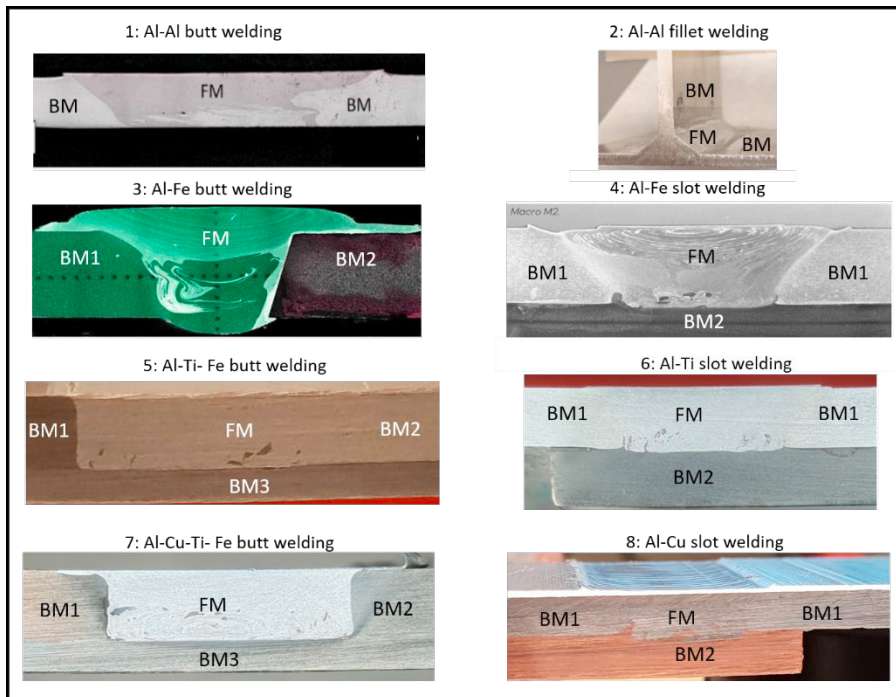 1: Al-Al butt welding
2: Al-Al fillet welding
BM
FM
BM
BM
FM
BM
3: Al-Fe butt welding
4: Al-Fe slot welding
BM1
FM
BM2
Macro M2.
BM1
FM
BM1
BM2
5: Al-Ti- Fe butt welding
6: Al-Ti slot welding
BM1
FM
BM2
BM3
BM1
FM
BM1
BM2
7: Al-Cu-Ti- Fe butt welding
8: Al-Cu slot welding
BM1
FM
BM2
BM3
BM1
FM
BM1
BM2